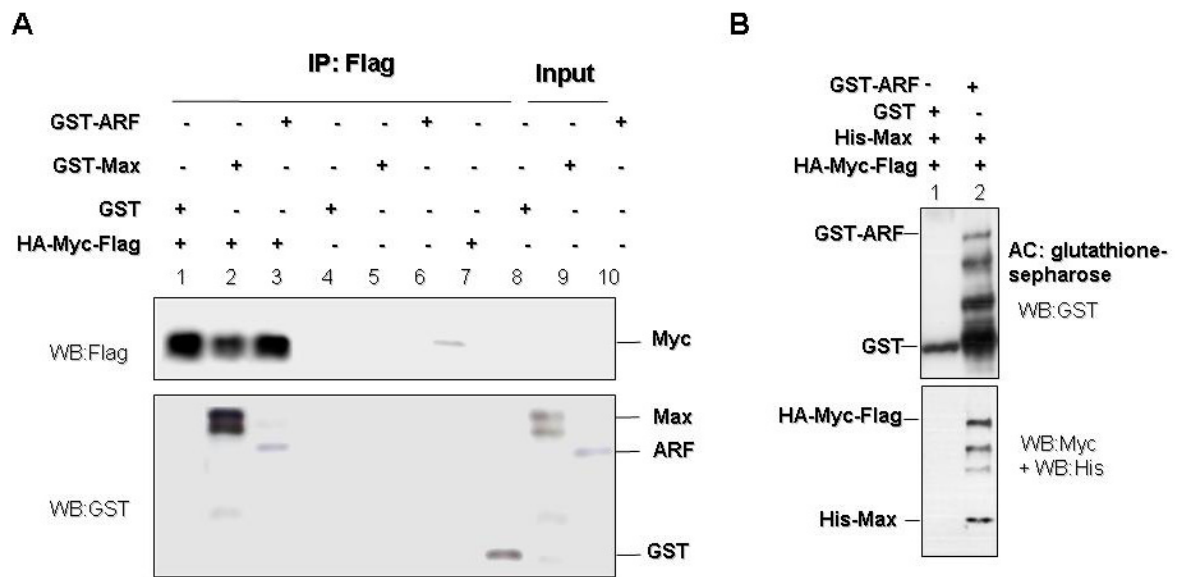 A
IP: Flag Input
GST-ARF - - + - - + - - - +
GST-Max - + - - + - - - + -
GST + - - + - - - + - -
HA-Myc-Flag + + + - - - + - - -
1 2 3 4 5 6 7 8 9 10
WB:Flag
Myc
Max
ARF
WB:GST
GST
B
GST-ARF - +
GST + -
His-Max + +
HA-Myc-Flag + +
1 2
GST-ARF
AC: glutathione-
sepharose
WB:GST
GST
HA-Myc-Flag
WB:Myc
+ WB:His
His-Max